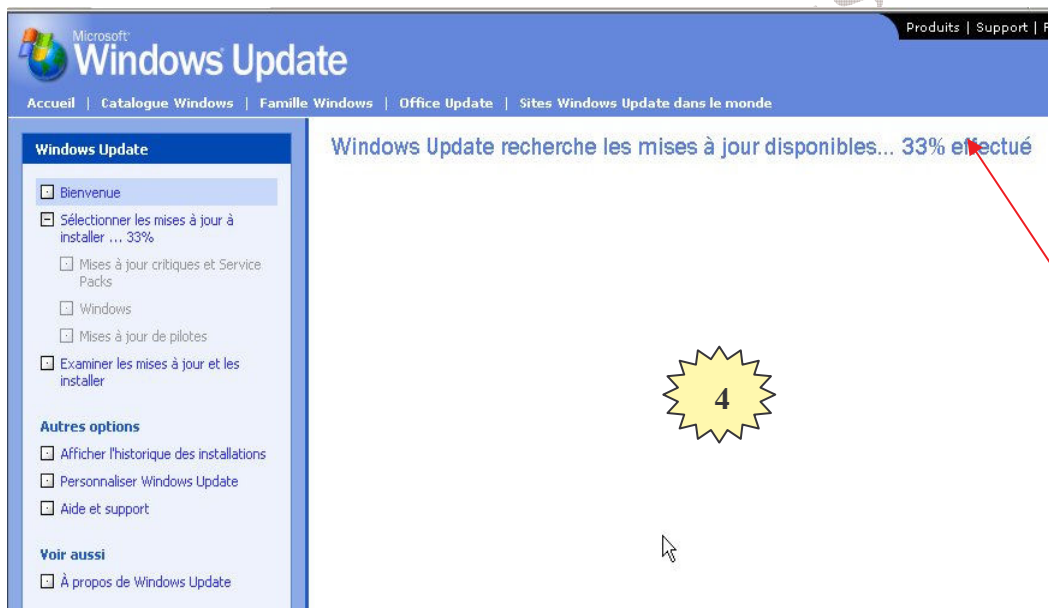 Produits | Support |
Microsoft
Windows Update
Accueil | Catalogue Windows | Famille Windows | Office Update | Sites Windows Update dans le monde
Windows Update
Bienvenue
Sélectionner les mises à jour à
installer ... 33%
Mises à jour critiques et Service
Packs
Windows
Mises à jour de pilotes
Examiner les mises à jour et les
installer
Autres options
Afficher l'historique des installations
Personnaliser Windows Update
Aide et support
Voir aussi
À propos de Windows Update
Windows Update recherche les mises à jour disponibles... 33% effectué
4